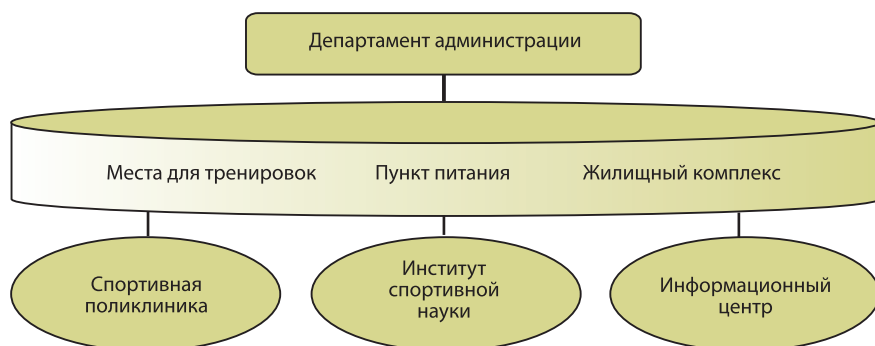 Департамент администрации
Места для тренировок Пункт питания Жилищный комплекс
Спортивная
поликлиника
Институт
спортивной
науки
Информационный
центр